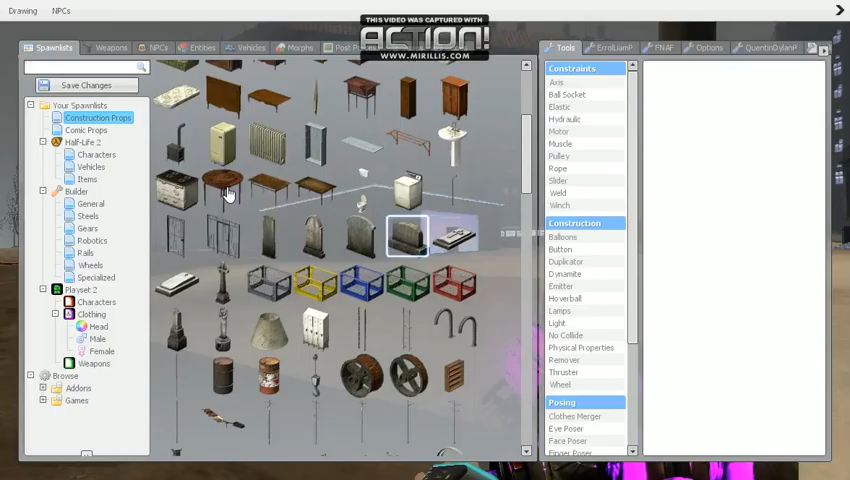 Drawing NPCs
THIS VIDEO WAS CAPTURED WITH
ACTION!
WWW.MIRILLIS.COM
Spawnlists Weapons NPCs Entities Vehicles Morphs Post
Tools ErrolLiamP FNAF Options QuentinDylanP
Save Changes
Your Spawnlists
Construction Props
Comic Props
Half-Life 2
Characters
Vehicles
Items
Builder
General
Steels
Gears
Robotics
Rails
Wheels
Specialized
Playset 2
Characters
Clothing
Head
Male
Female
Weapons
Browse
Addons
Games
Constraints
Axis
Ball Socket
Elastic
Hydraulic
Motor
Muscle
Pulley
Rope
Slider
Weld
Winch
Construction
Balloons
Button
Duplicator
Dynamite
Emitter
Hoverball
Lamps
Light
No Collide
Physical Properties
Remover
Thruster
Wheel
Posing
Clothes Merger
Eye Poser
Face Poser
Finger Poser